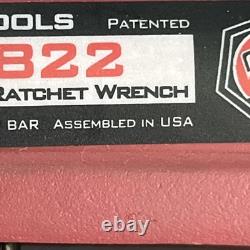 OOLS PATENTED
822
RATCHET WRENCH
BAR ASSEMBLED IN USA